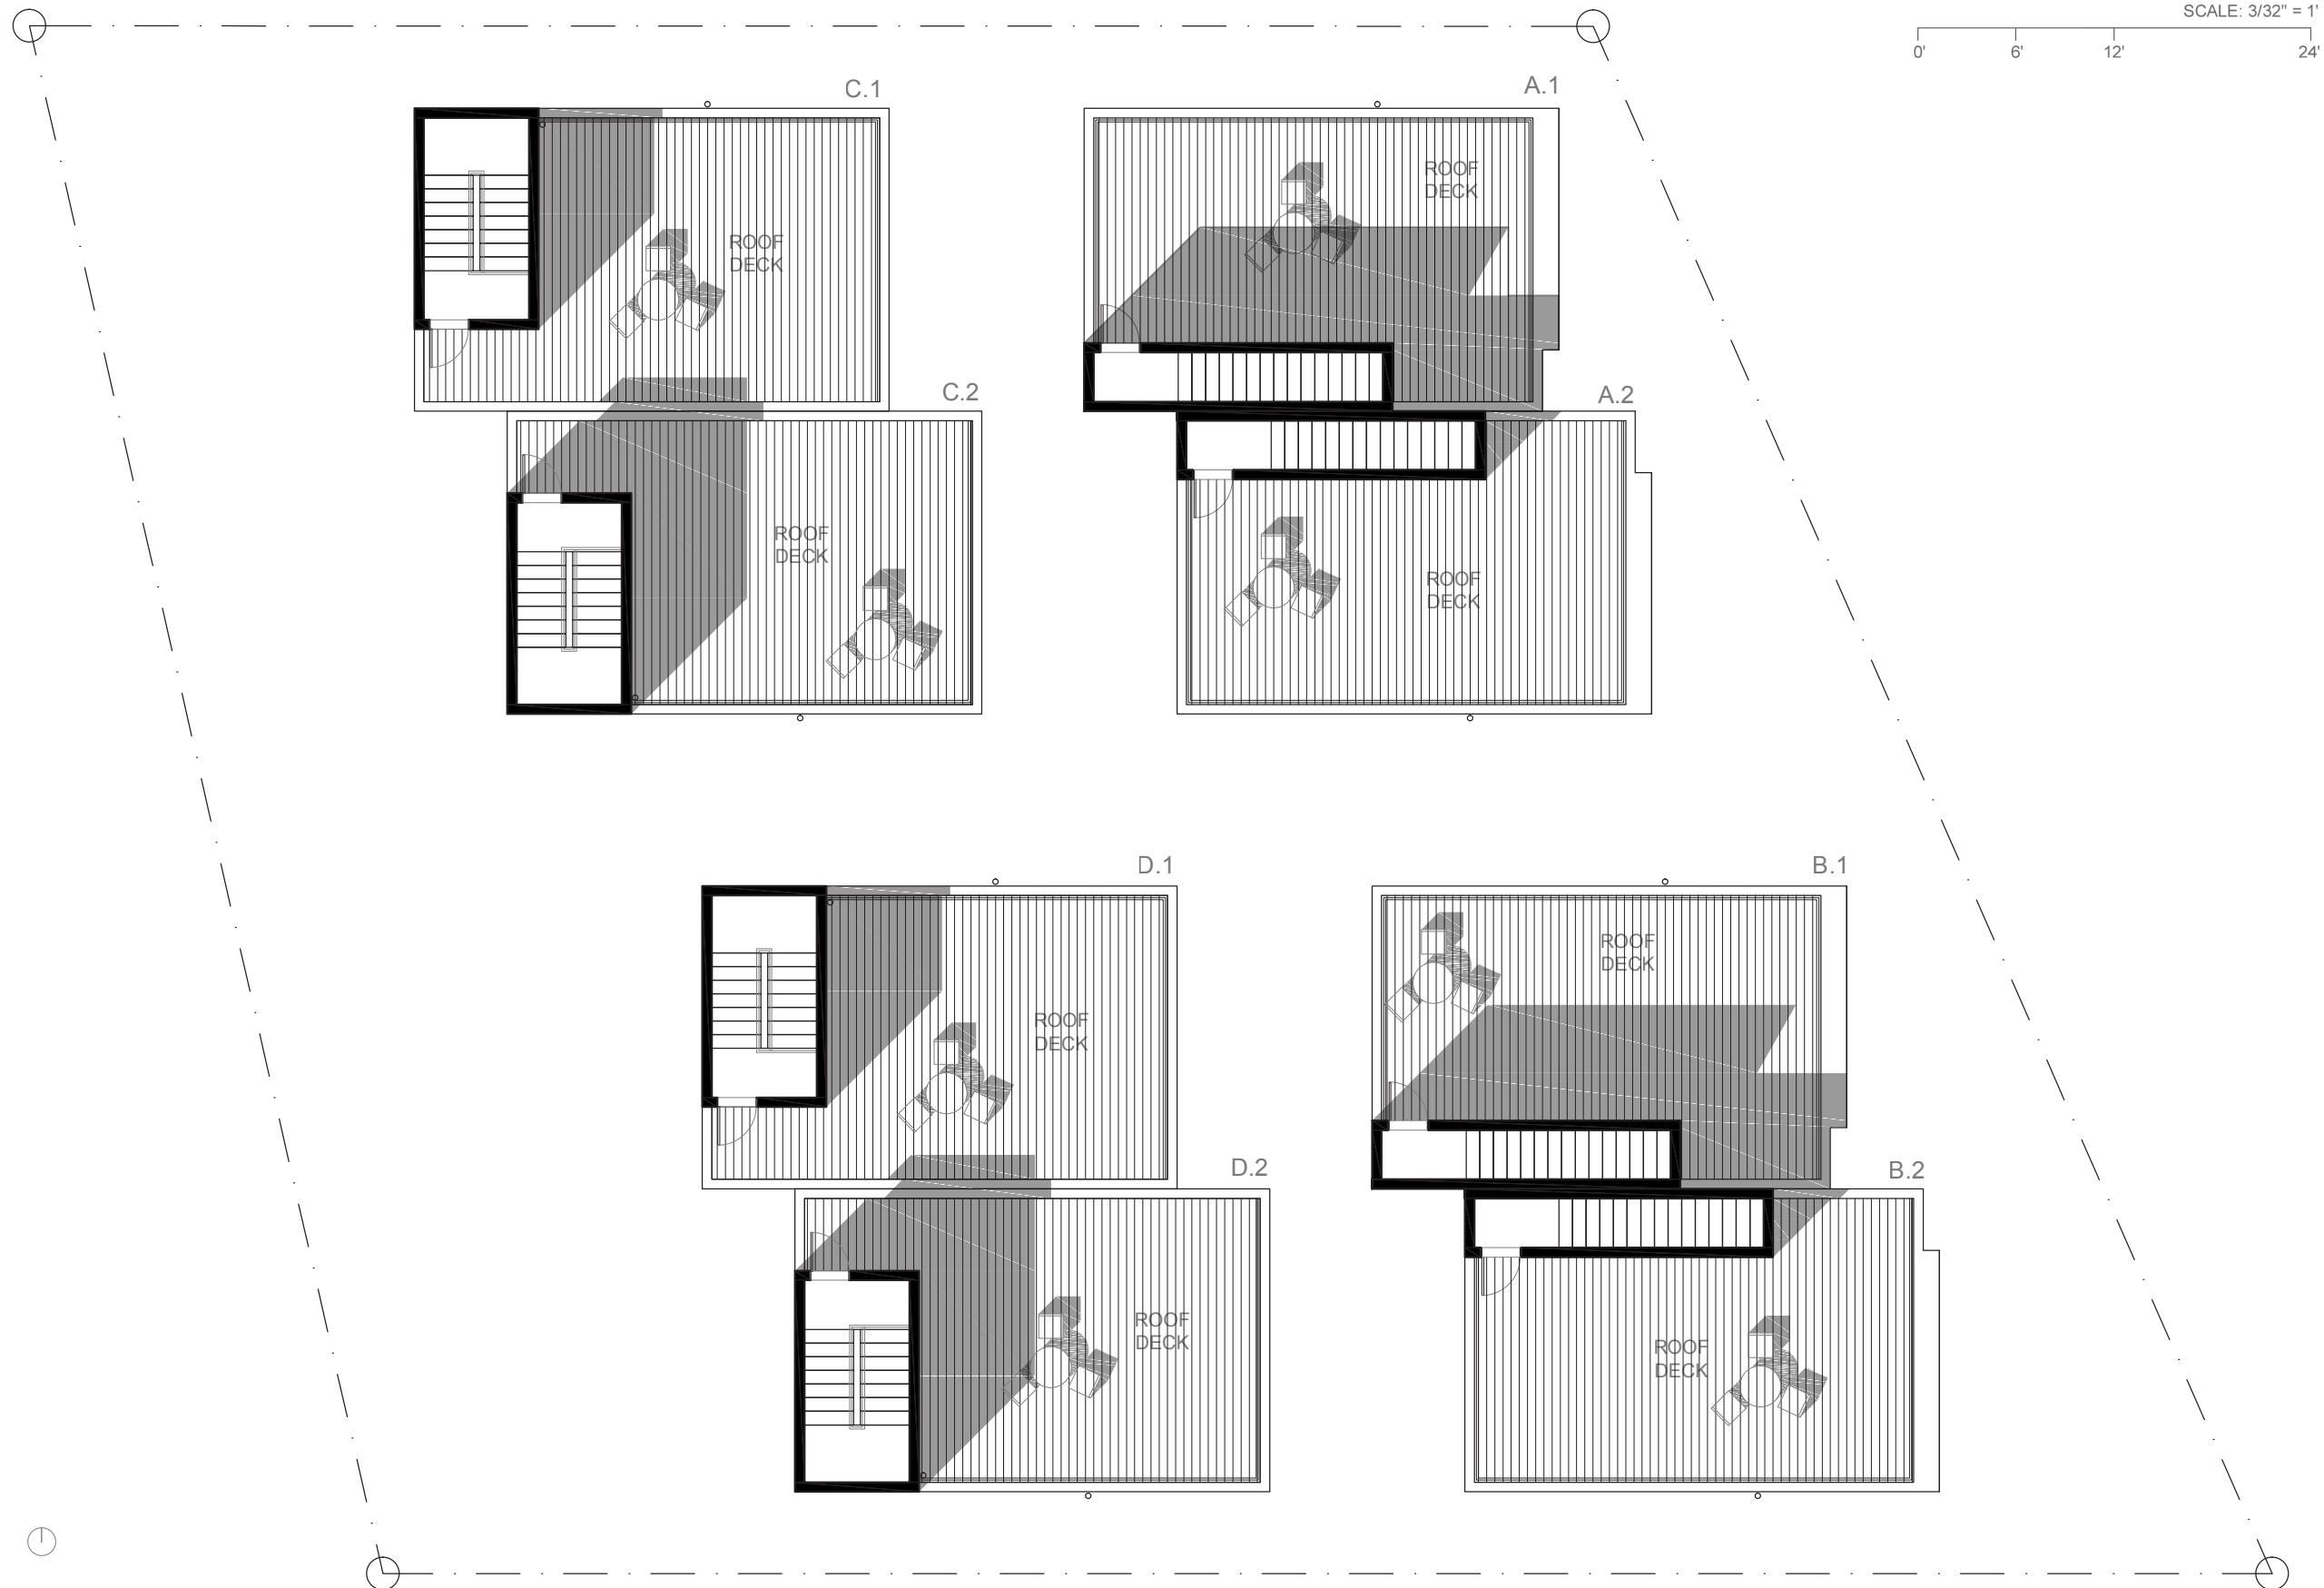 SCALE: 3/32" = 1'
0' 6' 12' 24'
C.1
A.1
ROOF
DECK
ROOF
DECK
C.2
A.2
ROOF
DECK
ROOF
DECK
D.1
B.1
ROOF
DECK
ROOF
DECK
D.2
B.2
ROOF
DECK
ROOF
DECK